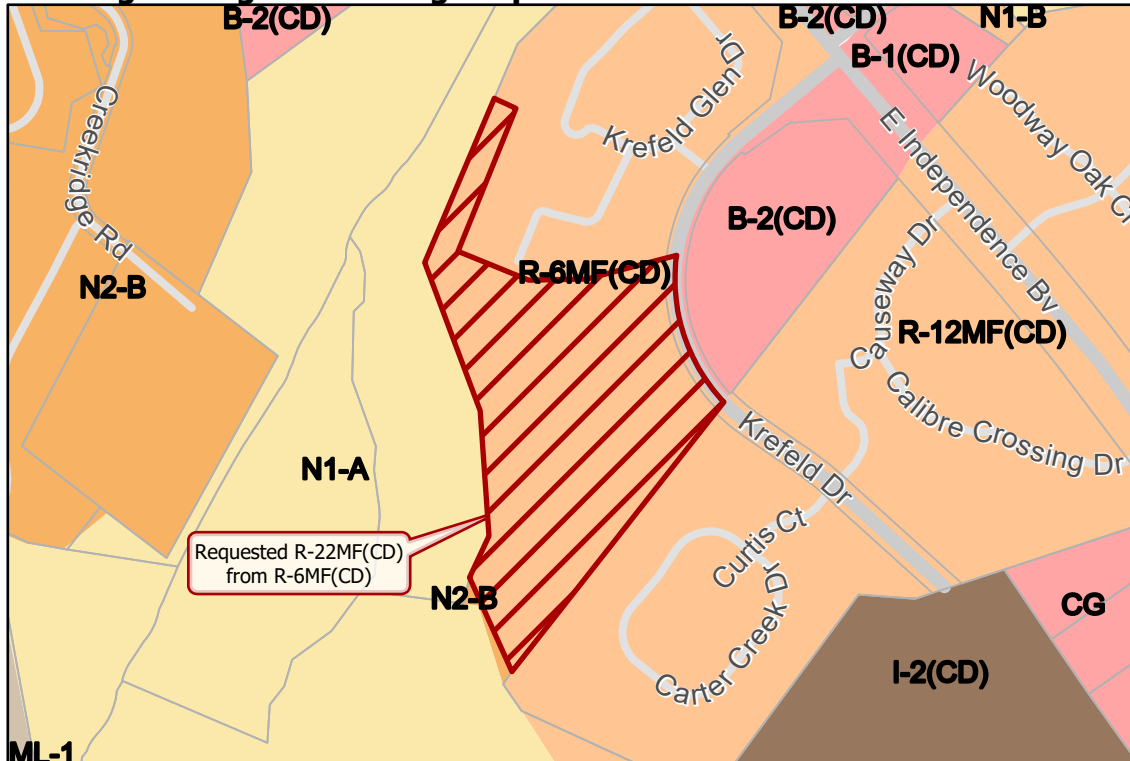 B-2(CD)
B-2(CD)
N1-B
B-1(CD)
Woodway Oak
Creekridge Rd
Krefeld Glen Dr
E Independence Bv
B-2(CD)
Causeway Dr
R-6MF(CD)
N2-B
R-12MF(CD)
Calibre Crossing Dr
Krefeld Dr
N1-A
Requested R-22MF(CD)
from R-6MF(CD)
Curtis Ct
N2-B
Carter Creek Dr
CG
I-2(CD)
ML-1